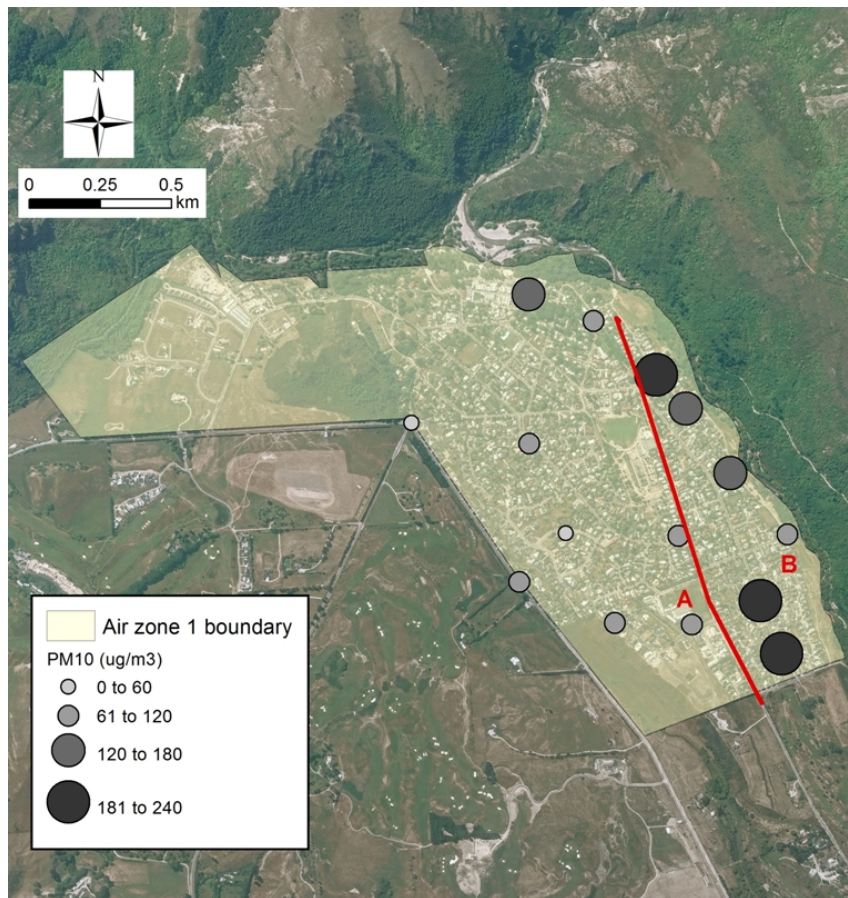 N
0 0.25 0.5
km
A
B
Air zone 1 boundary
PM10 (ug/m3)
0 to 60
61 to 120
120 to 180
181 to 240